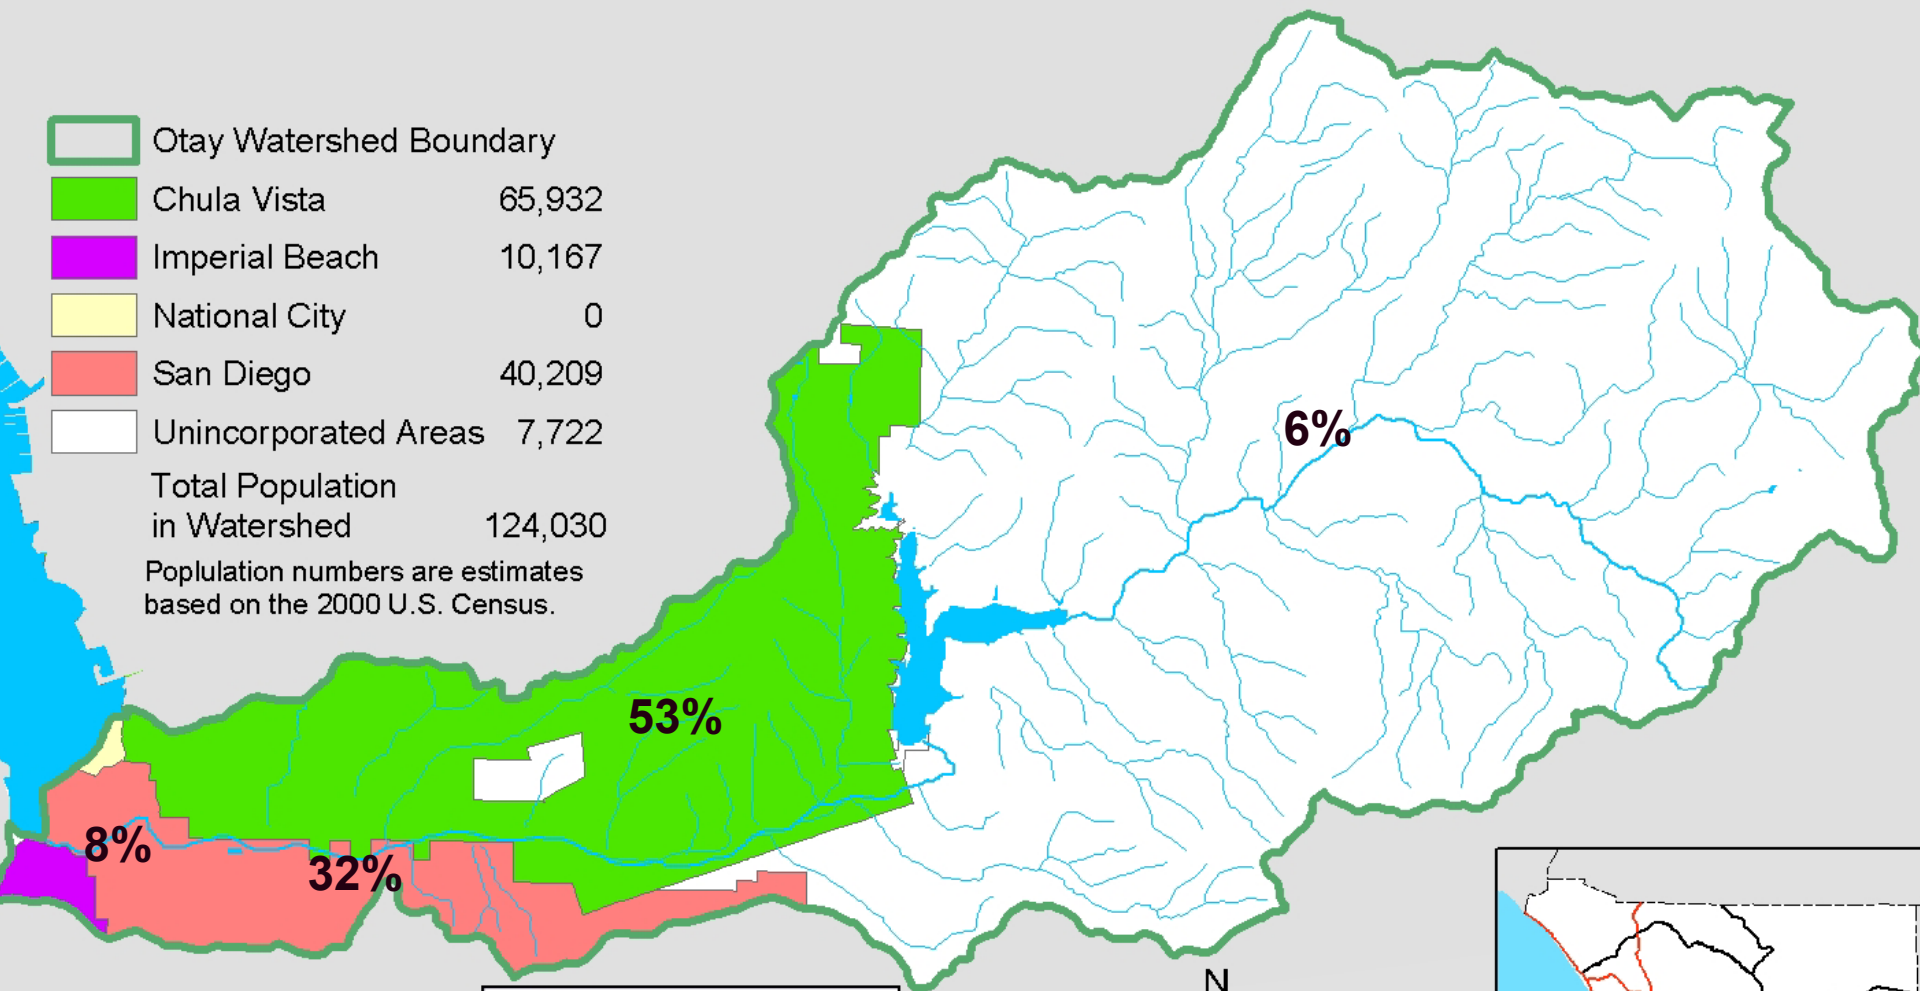 Otay Watershed Boundary
Chula Vista 65,932
Imperial Beach 10,167
National City 0
San Diego 40,209
Unincorporated Areas 7,722
Total Population
in Watershed 124,030
Poplulation numbers are estimates
based on the 2000 U.S. Census.
6%
53%
8%
32%
N